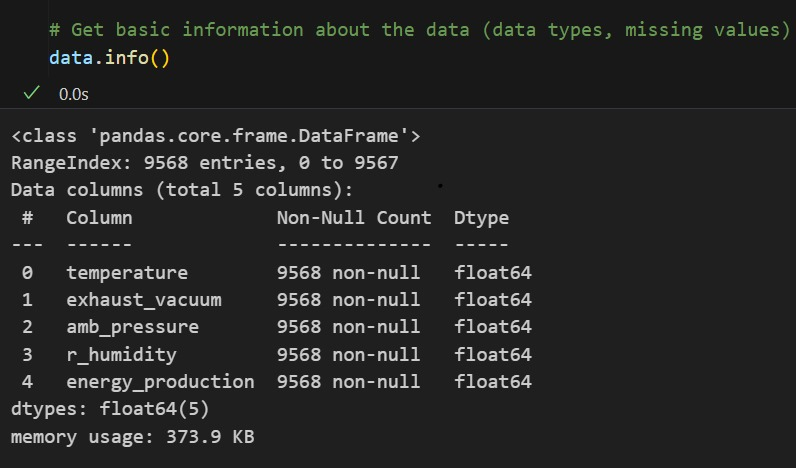 # Get basic information about the data (data types, missing values)
data.info()
0.0s
<class 'pandas.core.frame.DataFrame'>
RangeIndex: 9568 entries, 0 to 9567
Data columns (total 5 columns):
 #   Column             Non-Null Count  Dtype
---  ------             --------------  -----
 0   temperature        9568 non-null   float64
 1   exhaust_vacuum     9568 non-null   float64
 2   amb_pressure       9568 non-null   float64
 3   r_humidity         9568 non-null   float64
 4   energy_production  9568 non-null   float64
dtypes: float64(5)
memory usage: 373.9 KB